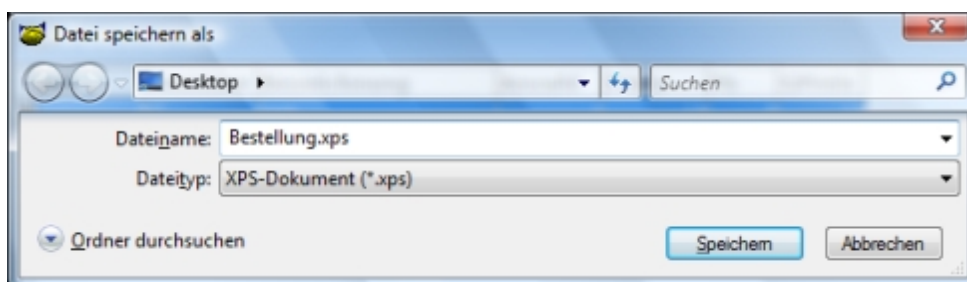 Datei speichern als
Desktop
Suchen
Dateiname: Bestellung.xps
Dateityp: XPS-Dokument (*.xps)
Ordner durchsuchen Speichern Abbrechen